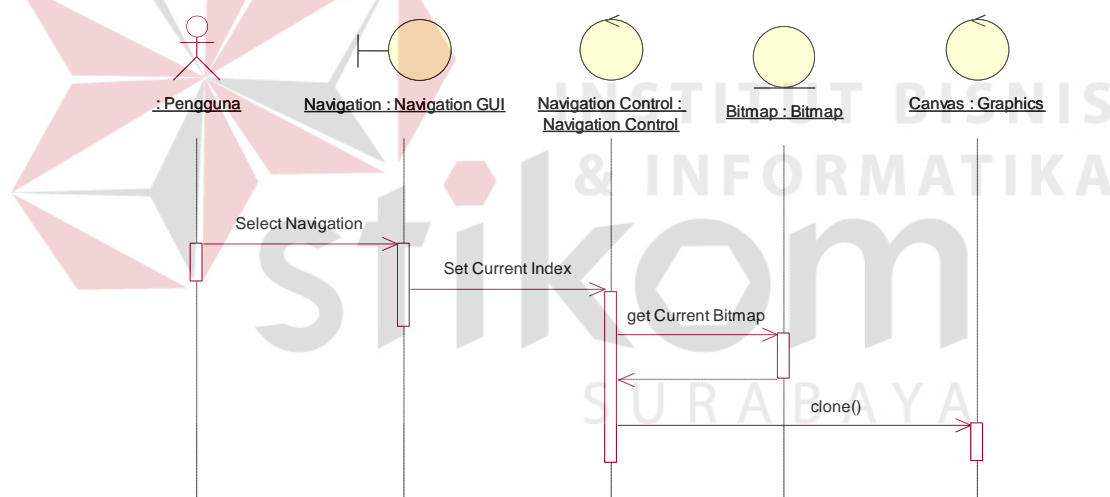 : Pengguna
Navigation : Navigation GUI
Navigation Control :
Navigation Control
Bitmap : Bitmap
Canvas : Graphics
INSTITUT BISNIS
& INFORMATIKA
stikom
SURABAYA
Select Navigation
Set Current Index
get Current Bitmap
clone()